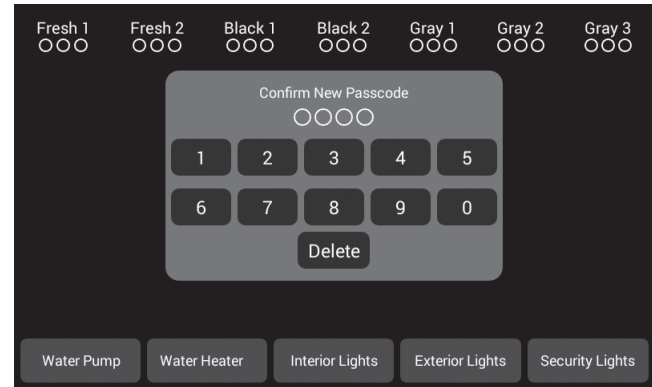 Fresh 1 Fresh 2 Black 1 Black 2 Gray 1 Gray 2 Gray 3
Confirm New Passcode
1 2 3 4 5
6 7 8 9 0
Delete
Water Pump Water Heater Interior Lights Exterior Lights Security Lights